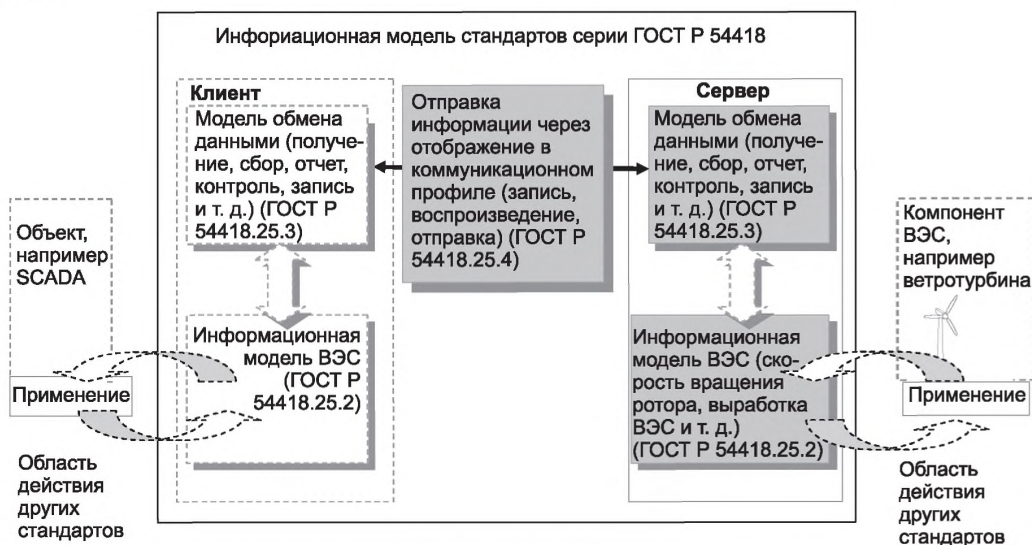 Инфориационная модель стандартов серии ГОСТ Р 54418
Клиент
Модель обмена
данными (получе-
ние, сбор, отчет,
контроль, запись
и т. д.) (ГОСТ Р
54418.25.3)
Отправка
информации через
отображение в
коммуникационном
профиле (запись,
воспроизведение,
отправка) (ГОСТ Р
54418.25.4)
Сервер
Модель обмена
данными (получе-
ние, сбор, отчет,
контроль, запись
и т. д.) (ГОСТ Р
54418.25.3)
Объект,
например
SCADA
Применение
Область
действия
других
стандартов
Информационная
модель ВЭС
(ГОСТ Р
54418.25.2)
Информационная
модель ВЭС (ско-
рость вращения
ротора, выработка
ВЭС и т. д.)
(ГОСТ Р 54418.25.2)
Компонент
ВЭС,
например
ветротурбина
Применение
Область
действия
других
стандартов